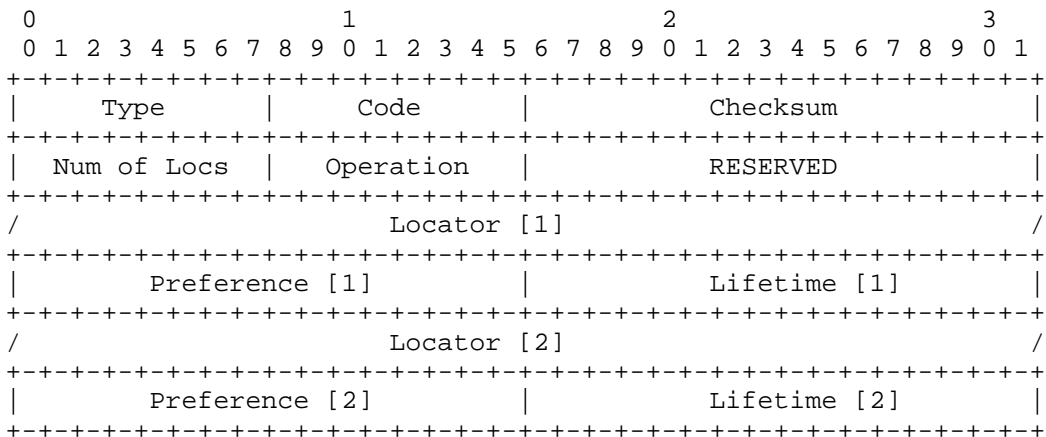 0                   1                   2                   3
 0 1 2 3 4 5 6 7 8 9 0 1 2 3 4 5 6 7 8 9 0 1 2 3 4 5 6 7 8 9 0 1
+-+-+-+-+-+-+-+-+-+-+-+-+-+-+-+-+-+-+-+-+-+-+-+-+-+-+-+-+-+-+-+-+
|     Type      |     Code      |           Checksum            |
+-+-+-+-+-+-+-+-+-+-+-+-+-+-+-+-+-+-+-+-+-+-+-+-+-+-+-+-+-+-+-+-+
|  Num of Locs  |   Operation   |           RESERVED            |
+-+-+-+-+-+-+-+-+-+-+-+-+-+-+-+-+-+-+-+-+-+-+-+-+-+-+-+-+-+-+-+-+
/                       Locator [1]                             /
+-+-+-+-+-+-+-+-+-+-+-+-+-+-+-+-+-+-+-+-+-+-+-+-+-+-+-+-+-+-+-+-+
|        Preference [1]         |           Lifetime [1]        |
+-+-+-+-+-+-+-+-+-+-+-+-+-+-+-+-+-+-+-+-+-+-+-+-+-+-+-+-+-+-+-+-+
/                       Locator [2]                             /
+-+-+-+-+-+-+-+-+-+-+-+-+-+-+-+-+-+-+-+-+-+-+-+-+-+-+-+-+-+-+-+-+
|        Preference [2]         |           Lifetime [2]        |
+-+-+-+-+-+-+-+-+-+-+-+-+-+-+-+-+-+-+-+-+-+-+-+-+-+-+-+-+-+-+-+-+